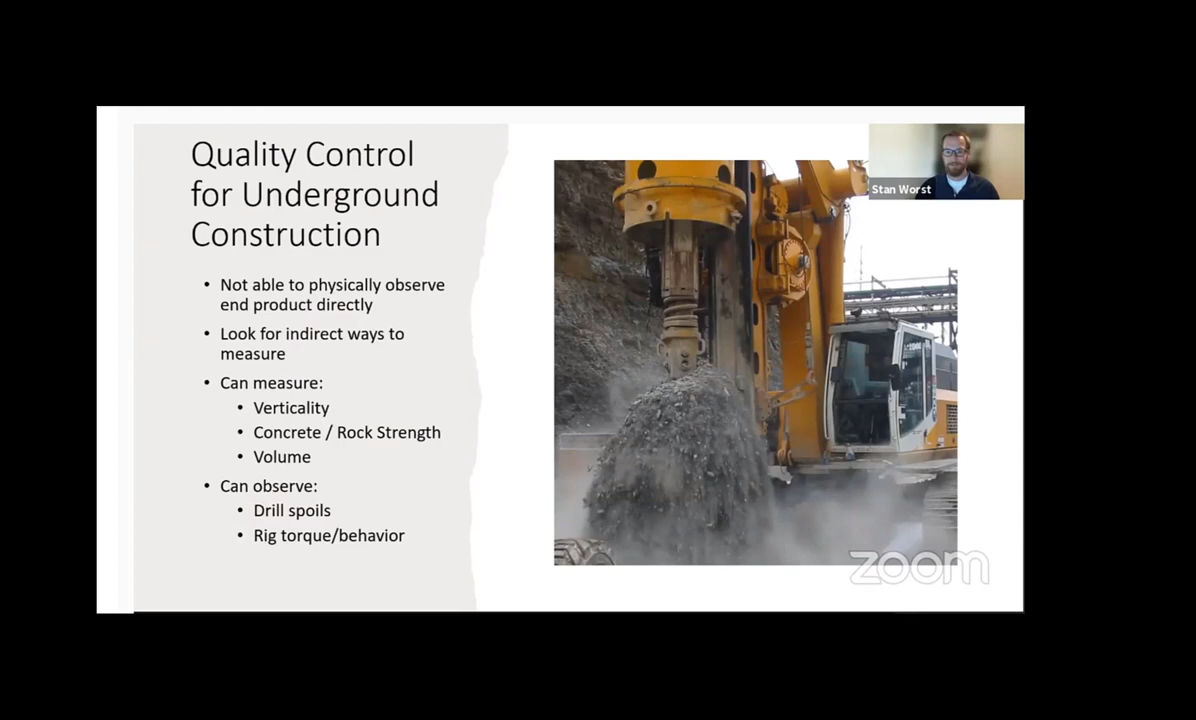 Quality Control
for Underground
Construction
• Not able to physically observe
end product directly
• Look for indirect ways to
measure
• Can measure:
• Verticality
• Concrete / Rock Strength
• Volume
• Can observe:
• Drill spoils
• Rig torque/behavior
Stan Worst
zoom